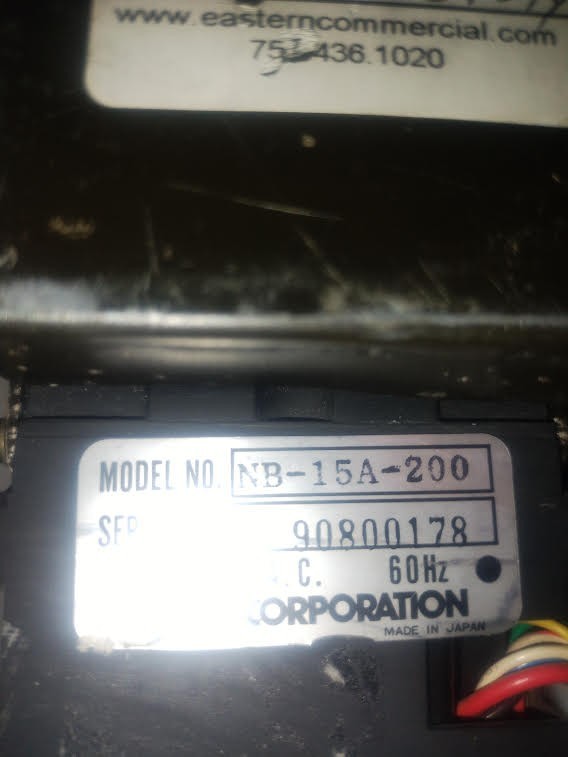 www.easterncommercial.com
436.1020
MODEL NO. NB-15A-200
90800178
.C. 60Hz
CORPORATION
MADE IN JAPAN